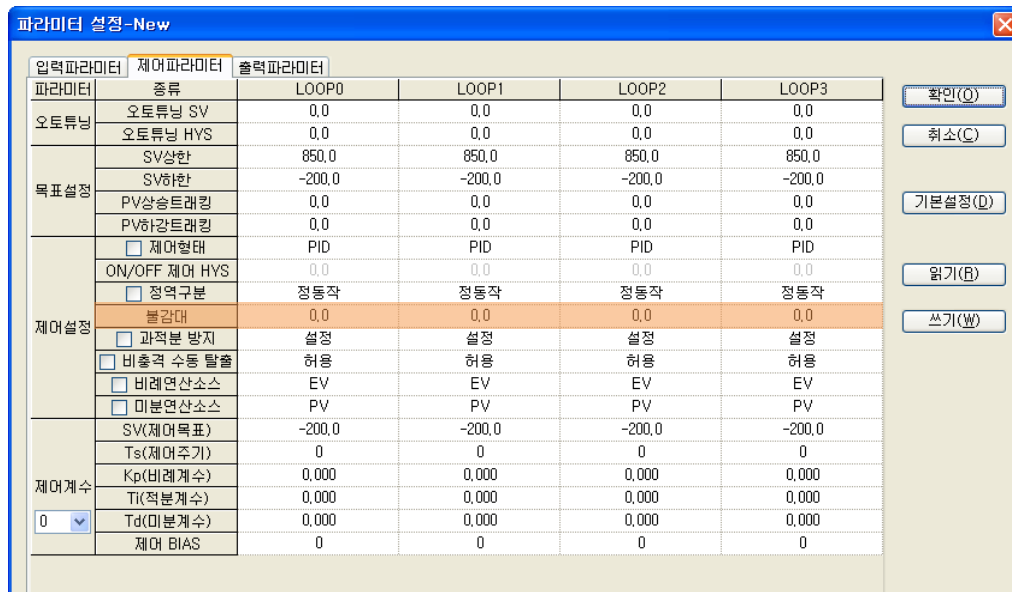 파라미터 설정-New
입력파라미터 제어파라미터 출력파라미터
파라미터 종류 LOOP0 LOOP1 LOOP2 LOOP3
오토튜닝
오토튜닝 SV 0,0 0,0 0,0 0,0
오토튜닝 HYS 0,0 0,0 0,0 0,0
목표설정
SV상한 850,0 850,0 850,0 850,0
SV하한 -200,0 -200,0 -200,0 -200,0
PV상승트래킹 0,0 0,0 0,0 0,0
PV하강트래킹 0,0 0,0 0,0 0,0
제어설정
제어형태 PID PID PID PID
ON/OFF 제어 HYS 0,0 0,0 0,0 0,0
정역구분 정동작 정동작 정동작 정동작
불감대 0,0 0,0 0,0 0,0
과적분 방지 설정 설정 설정 설정
비충격 수동 탈출 허용 허용 허용 허용
비례연산소스 EV EV EV EV
미분연산소스 PV PV PV PV
제어계수
0
SV(제어목표) -200,0 -200,0 -200,0 -200,0
Ts(제어주기) 0 0 0 0
Kp(비례계수) 0,000 0,000 0,000 0,000
Ti(적분계수) 0,000 0,000 0,000 0,000
Td(미분계수) 0,000 0,000 0,000 0,000
제어 BIAS 0 0 0 0
확인(O)
취소(C)
기본설정(D)
읽기(R)
쓰기(W)